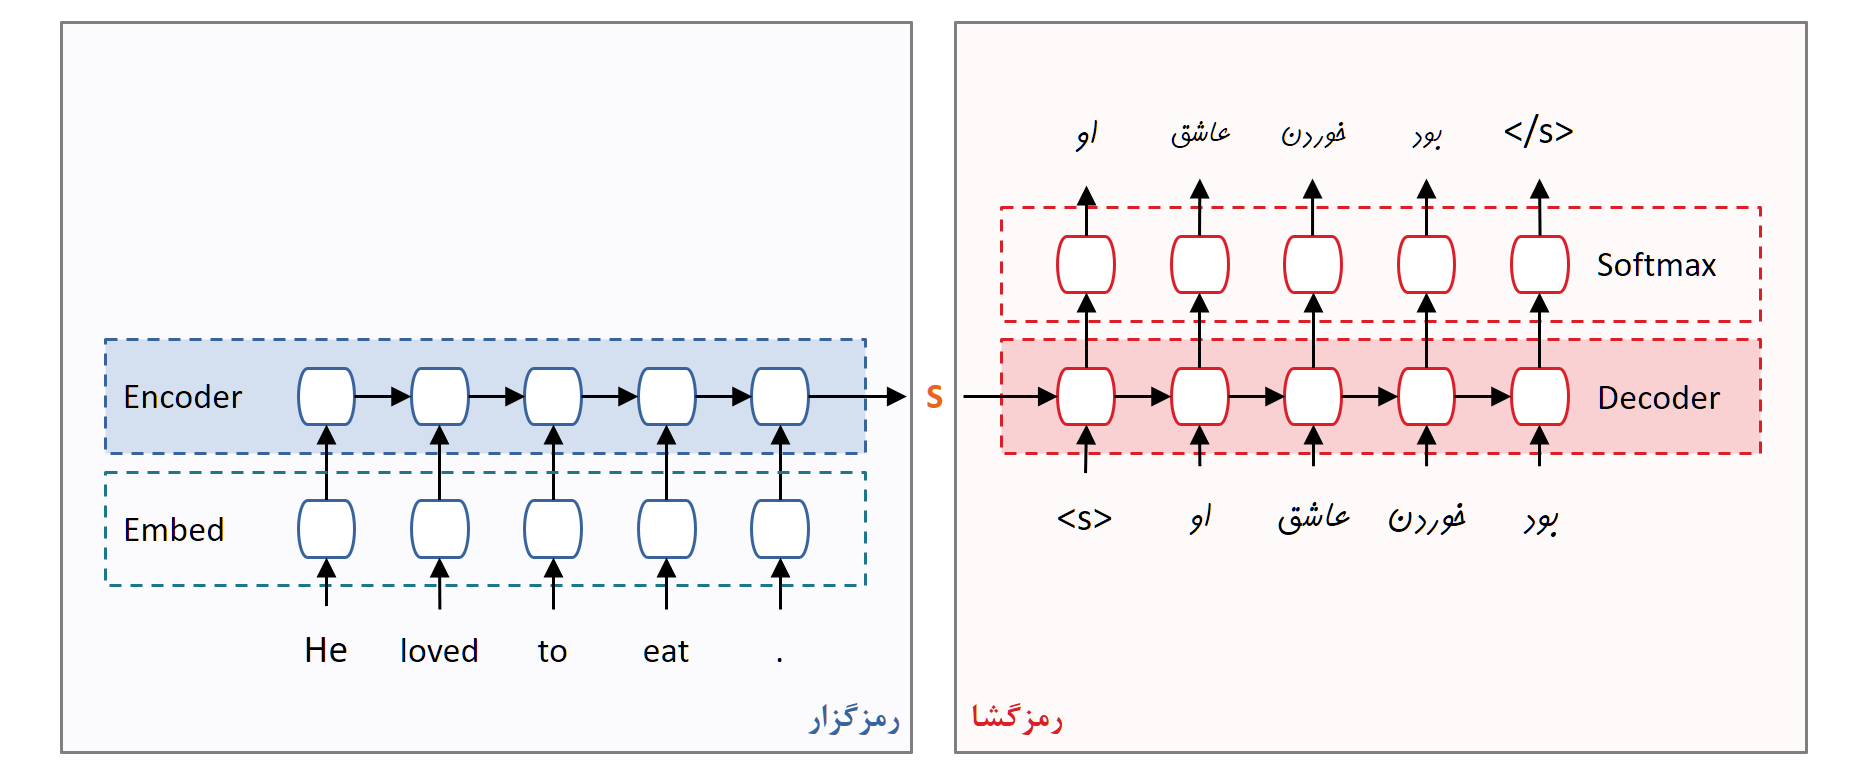 Encoder
Embed
He loved to eat .
رمزگزار
S
او عاشق خوردن بود </s>
Softmax
Decoder
<s> او عاشق خوردن بود
رمزگشا